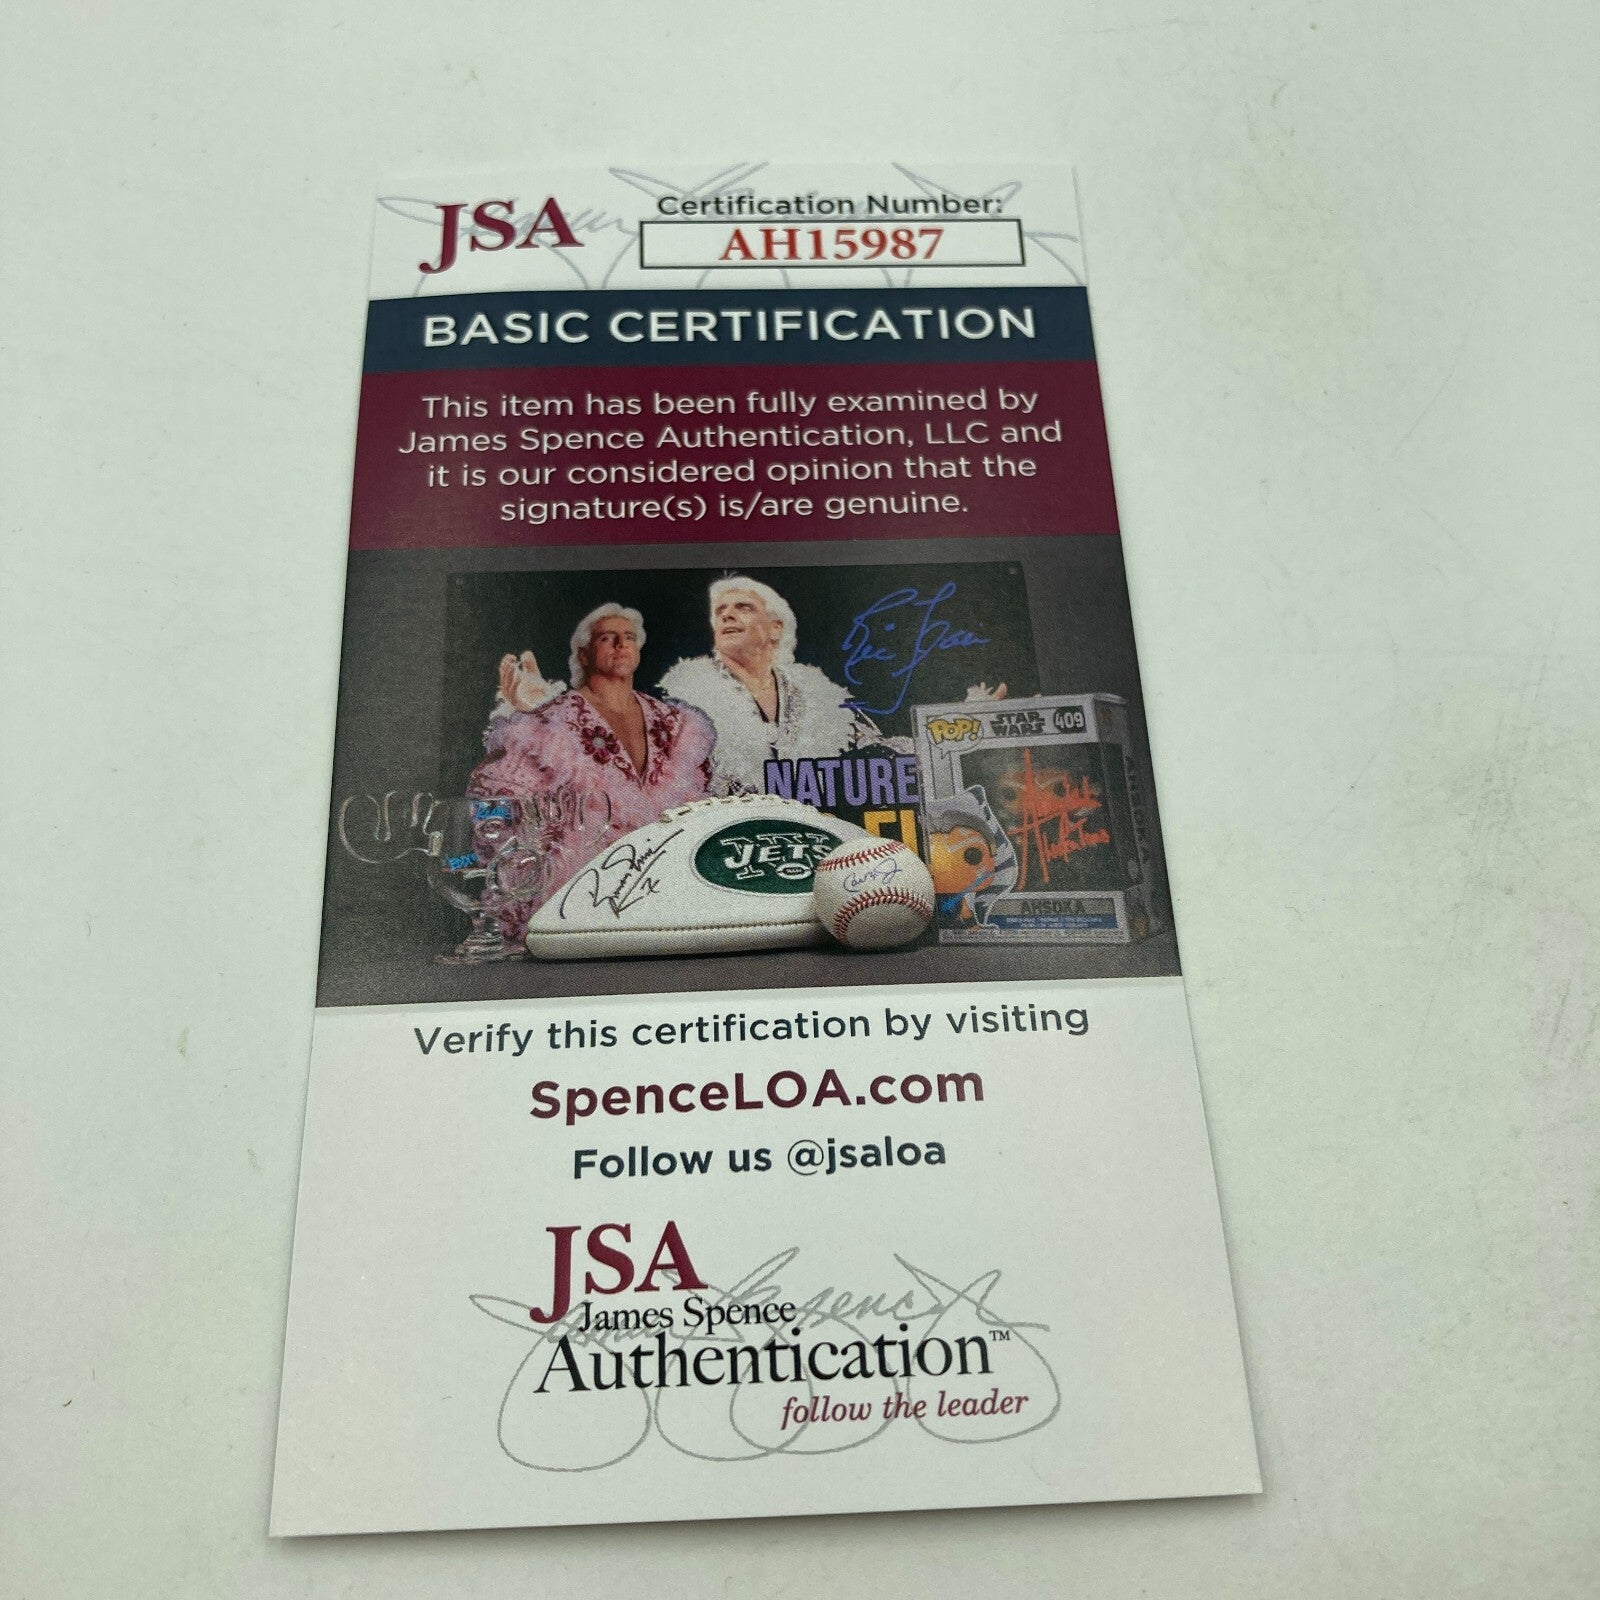 JSA
Certification Number:
AH15987
BASIC CERTIFICATION
This item has been fully examined by
James Spence Authentication, LLC and
it is our considered opinion that the
signature(s) is/are genuine.
Ric Flair
POP! STAR WARS 409
NATURE
JETS
AHSOKA
Verify this certification by visiting
SpenceLOA.com
Follow us @jsaloa
JSA
James Spence
Authentication™
follow the leader